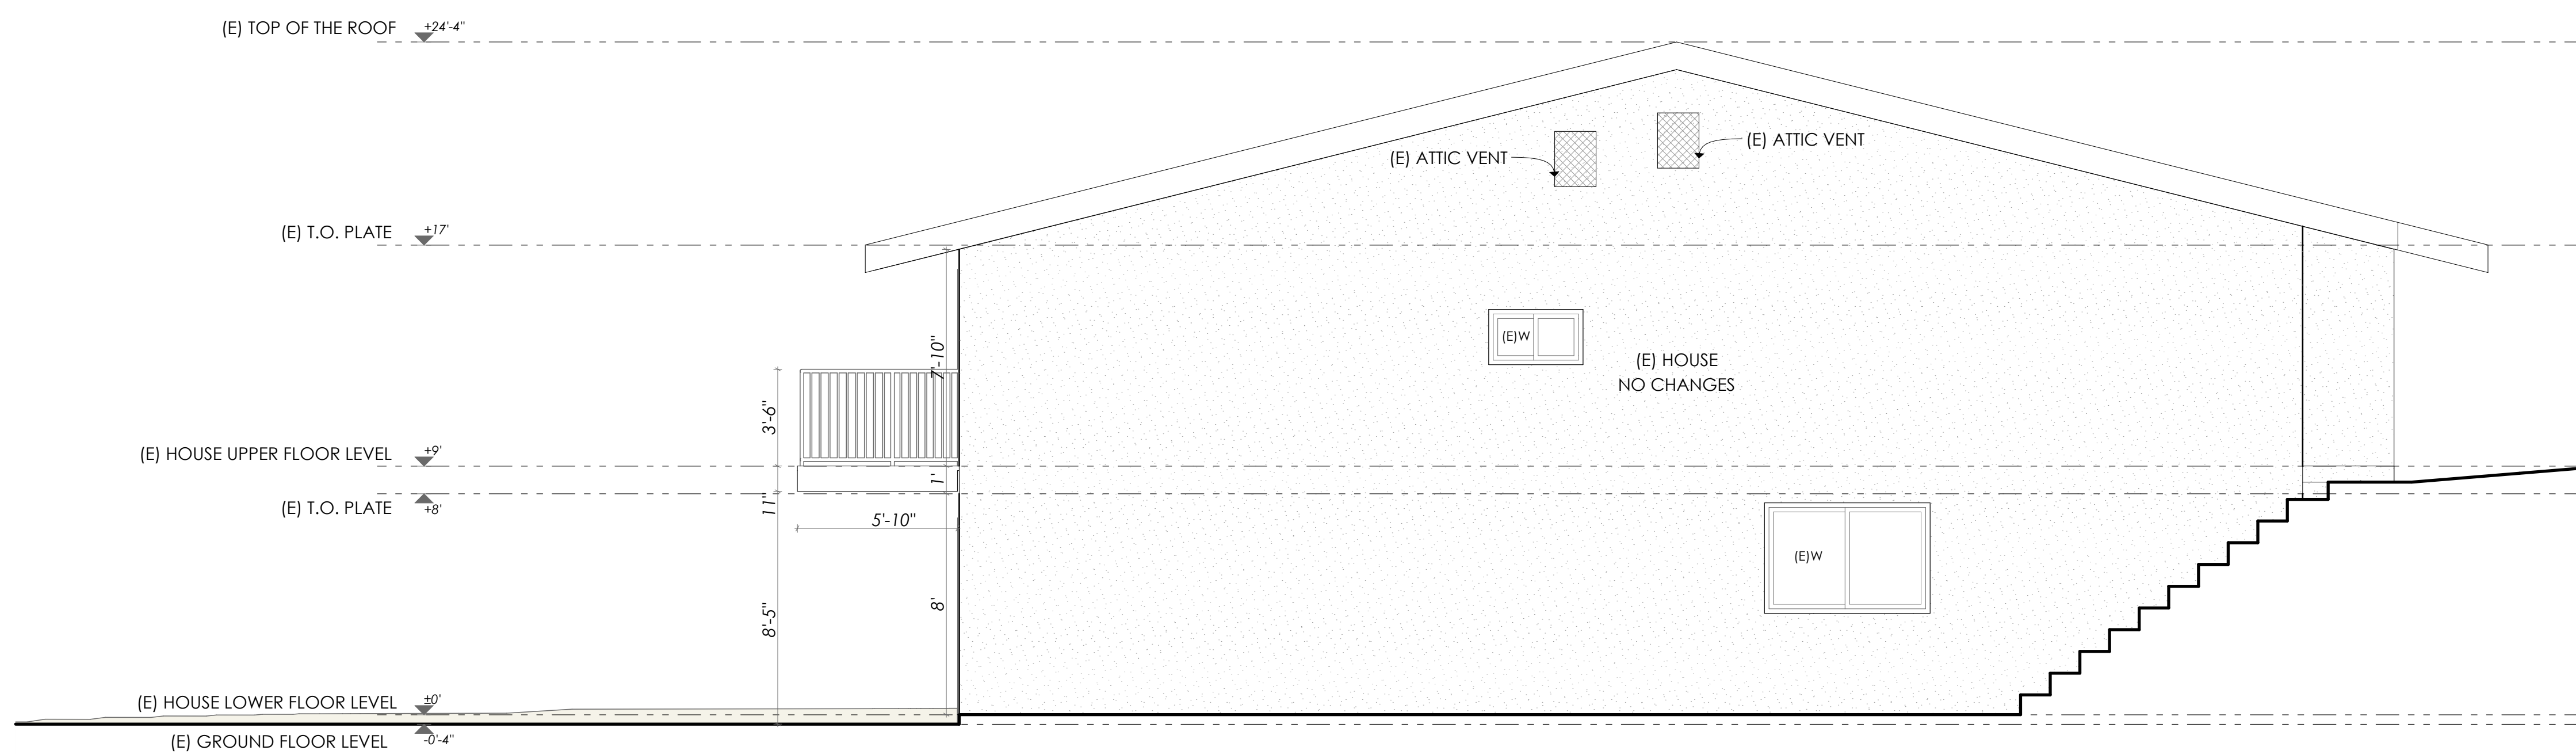 (E) TOP OF THE ROOF +24'-4"
(E) ATTIC VENT
(E) ATTIC VENT
(E) T.O. PLATE +17'
7'-10"
(E)W
(E) HOUSE
NO CHANGES
3'-6"
(E) HOUSE UPPER FLOOR LEVEL +9'
1'
11"
(E) T.O. PLATE +8'
5'-10"
(E)W
8'
8'-5"
(E) HOUSE LOWER FLOOR LEVEL ±0'
(E) GROUND FLOOR LEVEL -0'-4"